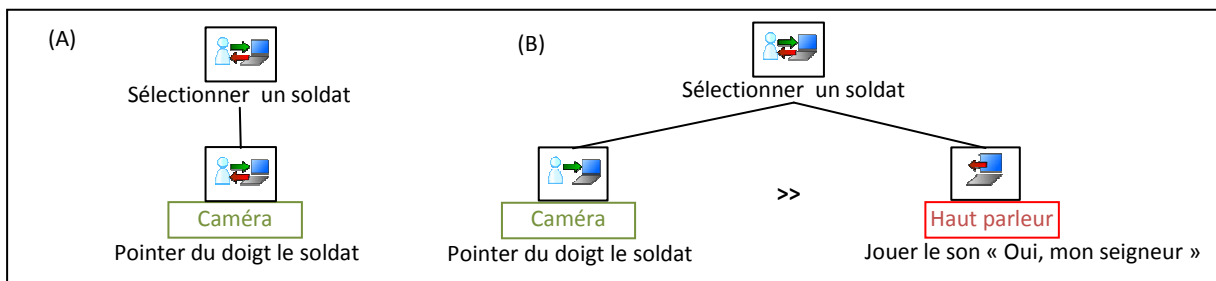 (A)
Sélectionner un soldat
Caméra
Pointer du doigt le soldat
(B)
Sélectionner un soldat
Caméra
Pointer du doigt le soldat
>>
Haut parleur
Jouer le son « Oui, mon seigneur »